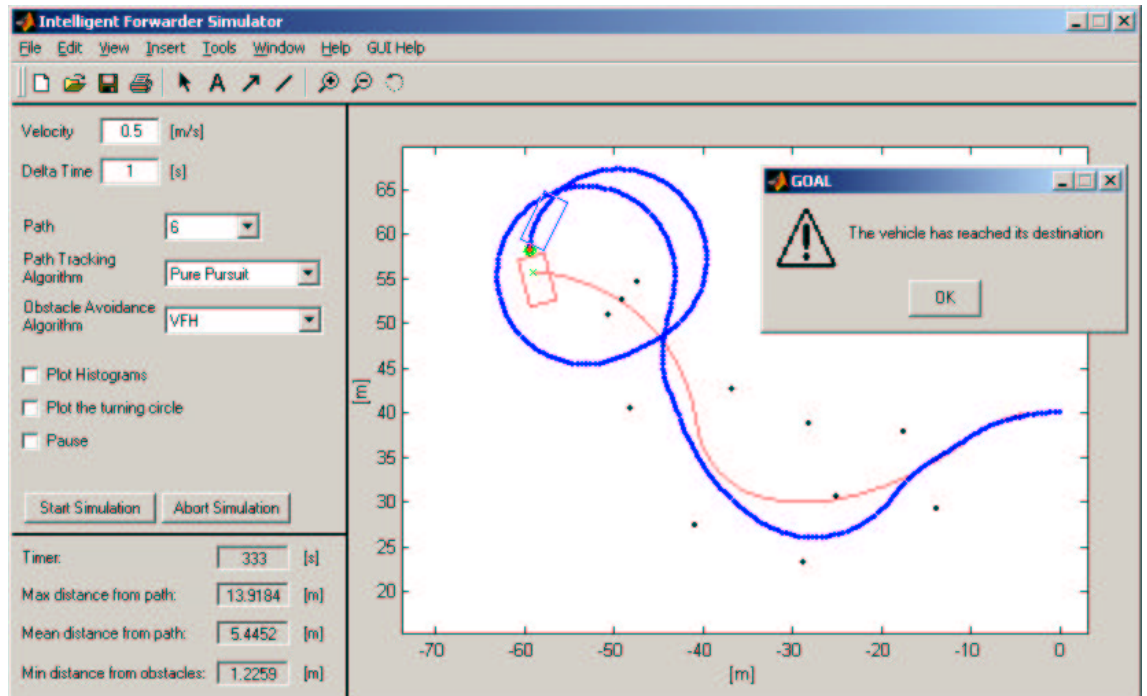 Intelligent Forwarder Simulator
File Edit View Insert Tools Window Help GUI Help
Velocity 0.5 [m/s]
Delta Time 1 [s]
Path 6
Path Tracking
Algorithm Pure Pursuit
Obstacle Avoidance
Algorithm VFH
Plot Histograms
Plot the turning circle
Pause
Start Simulation Abort Simulation
Timer: 333 [s]
Max distance from path: 13.9184 [m]
Mean distance from path: 5.4452 [m]
Min distance from obstacles: 1.2259 [m]
-70 -60 -50 -40
65
60
55
50
45
40
35
30
25
20
[m]
-70 -60 -50 -40 -30 -20 -10 0
[m]
GOAL
The vehicle has reached its destination
OK